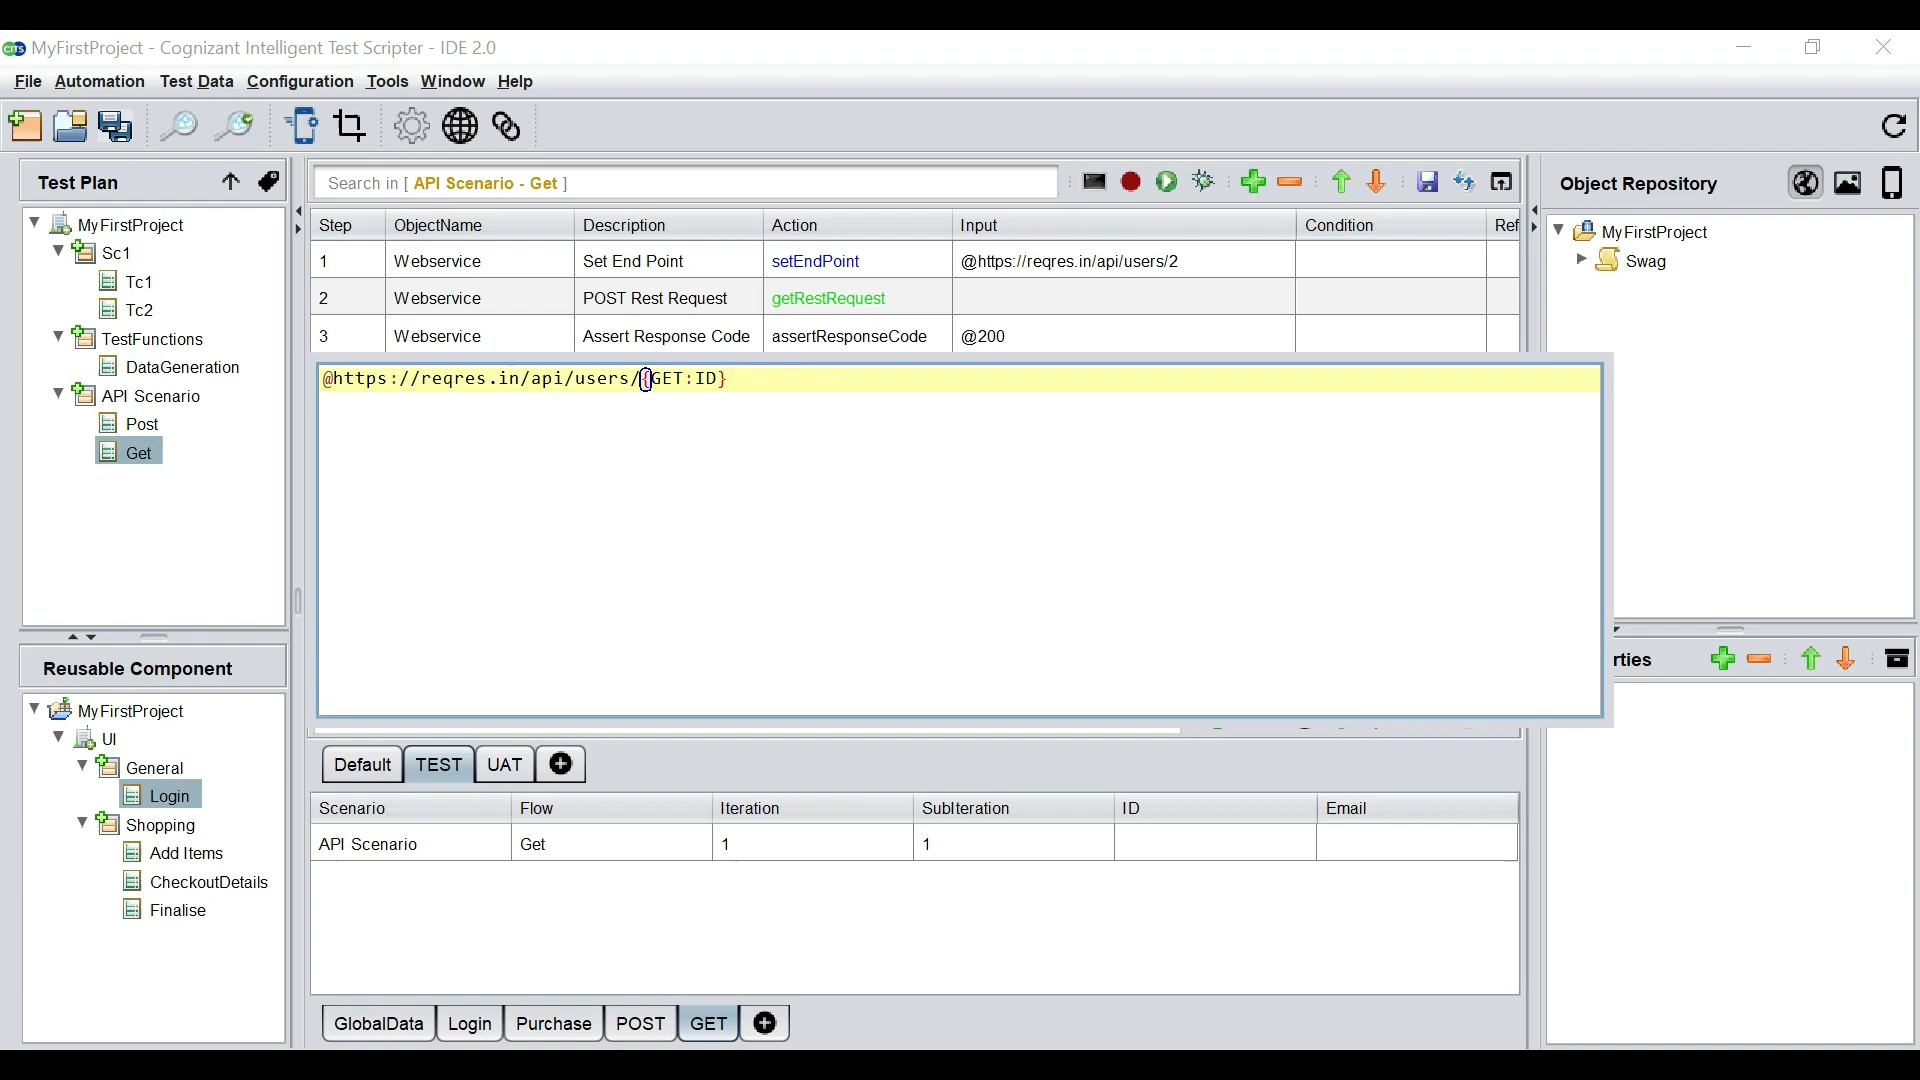 CITS MyFirstProject - Cognizant Intelligent Test Scripter - IDE 2.0
File Automation Test Data Configuration Tools Window Help
Test Plan
MyFirstProject
Sc1
Tc1
Tc2
TestFunctions
DataGeneration
API Scenario
Post
Get
Reusable Component
MyFirstProject
UI
General
Login
Shopping
Add Items
CheckoutDetails
Finalise
Search in [ API Scenario - Get ]
Step ObjectName Description Action Input Condition Ref
1 Webservice Set End Point setEndPoint @https://reqres.in/api/users/2
2 Webservice POST Rest Request getRestRequest
3 Webservice Assert Response Code assertResponseCode @200
@https://reqres.in/api/users/{GET:ID}
Default TEST UAT
Scenario Flow Iteration SubIteration ID Email
API Scenario Get 1 1
GlobalData Login Purchase POST GET
Object Repository
MyFirstProject
Swag
rties